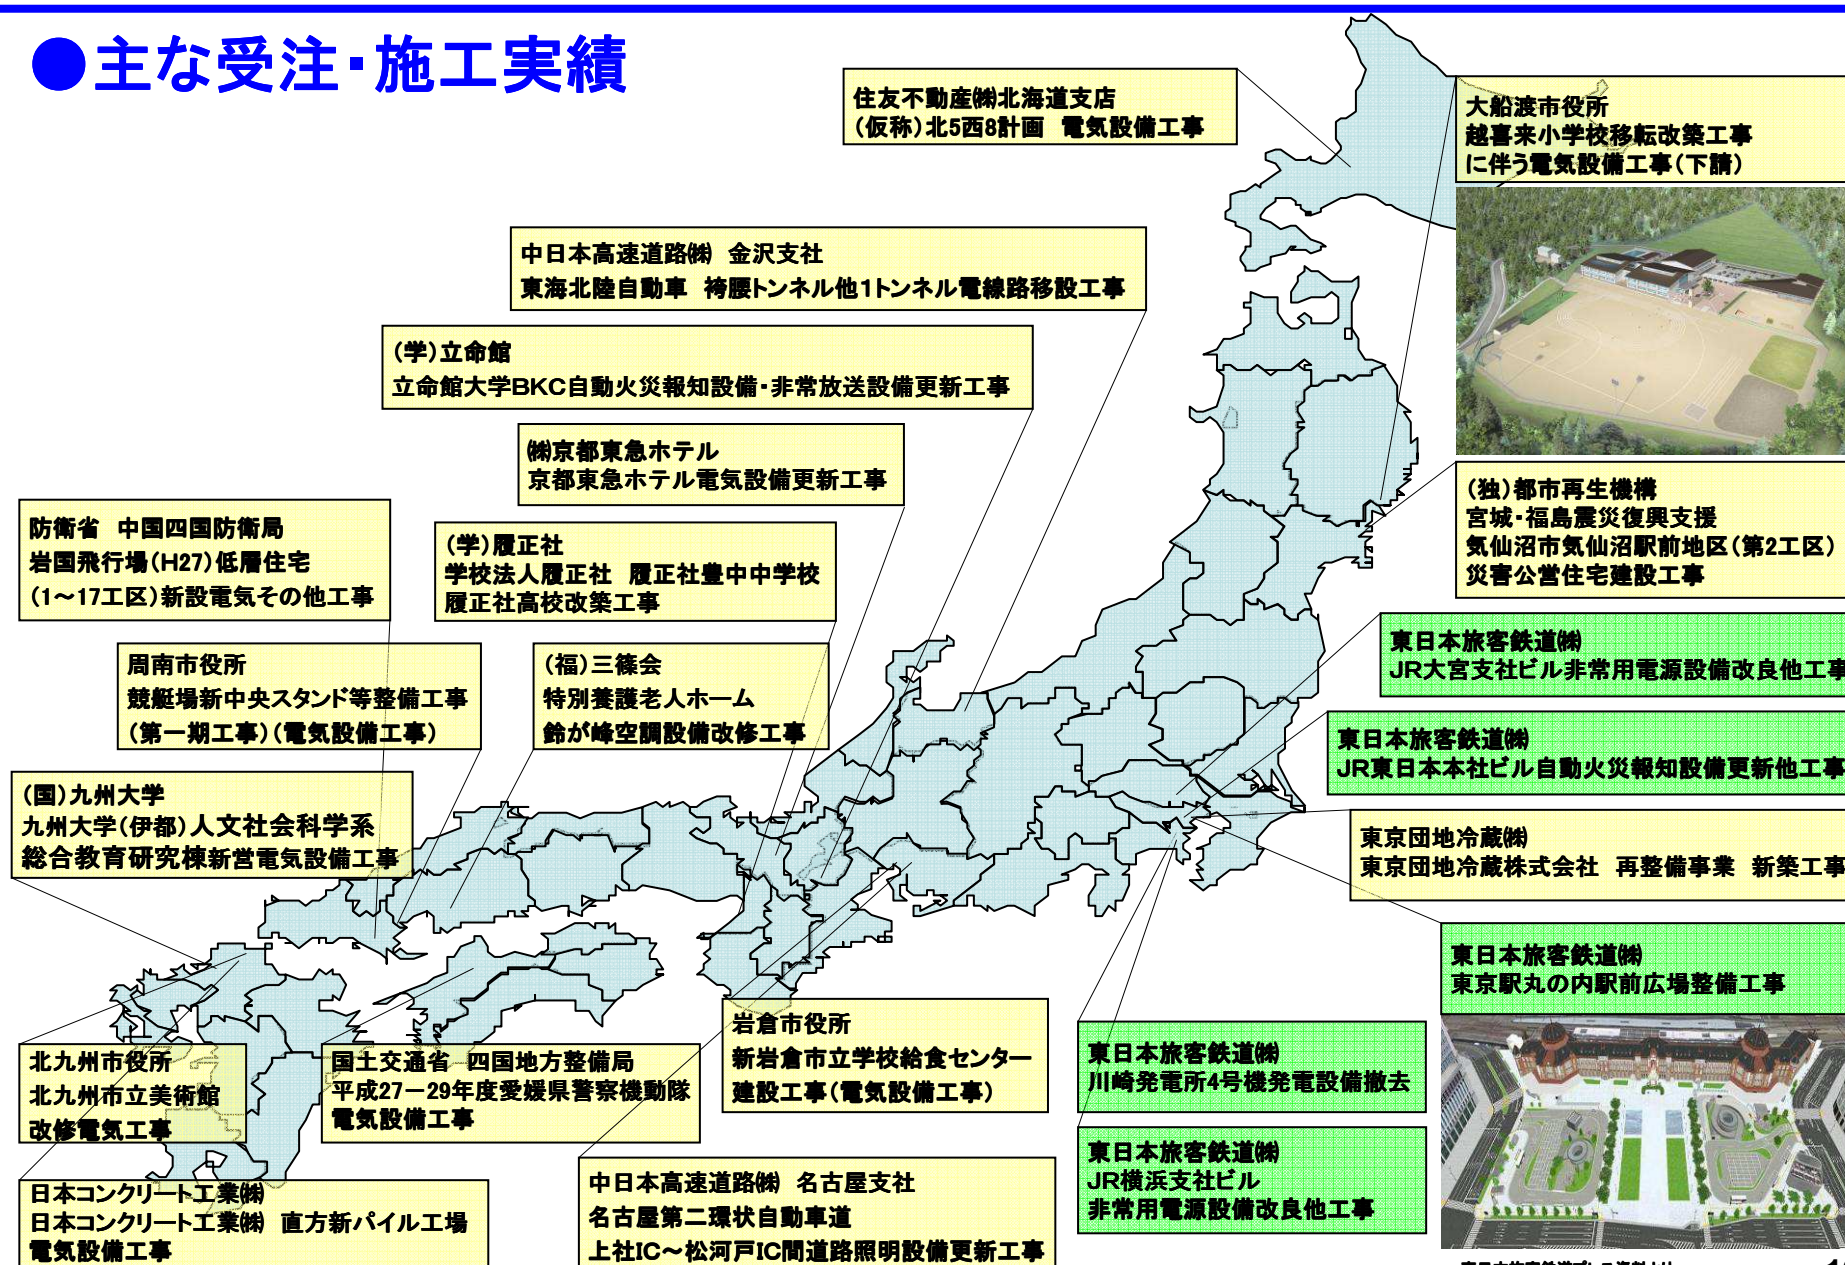 ●主な受注・施工実績
住友不動産㈱北海道支店
(仮称)北5西8計画 電気設備工事
大船渡市役所
越喜来小学校移転改築工事
に伴う電気設備工事(下請)
中日本高速道路㈱ 金沢支社
東海北陸自動車 袴腰トンネル他1トンネル電線路移設工事
(学)立命館
立命館大学BKC自動火災報知設備・非常放送設備更新工事
㈱京都東急ホテル
京都東急ホテル電気設備更新工事
(独)都市再生機構
宮城・福島震災復興支援
気仙沼市気仙沼駅前地区(第2工区)
災害公営住宅建設工事
防衛省 中国四国防衛局
岩国飛行場(H27)低層住宅
(1～17工区)新設電気その他工事
(学)履正社
学校法人履正社 履正社豊中中学校
履正社高校改築工事
東日本旅客鉄道㈱
JR大宮支社ビル非常用電源設備改良他工事
周南市役所
競艇場新中央スタンド等整備工事
(第一期工事)(電気設備工事)
(福)三篠会
特別養護老人ホーム
鈴が峰空調設備改修工事
東日本旅客鉄道㈱
JR東日本本社ビル自動火災報知設備更新他工事
(国)九州大学
九州大学(伊都)人文社会科学系
総合教育研究棟新営電気設備工事
東京団地冷蔵㈱
東京団地冷蔵株式会社 再整備事業 新築工事
東日本旅客鉄道㈱
東京駅丸の内駅前広場整備工事
北九州市役所
北九州市立美術館
改修電気工事
国土交通省 四国地方整備局
平成27－29年度愛媛県警察機動隊
電気設備工事
岩倉市役所
新岩倉市立学校給食センター
建設工事(電気設備工事)
東日本旅客鉄道㈱
川崎発電所4号機発電設備撤去
東日本旅客鉄道㈱
JR横浜支社ビル
非常用電源設備改良他工事
日本コンクリート工業㈱
日本コンクリート工業㈱ 直方新パイル工場
電気設備工事
中日本高速道路㈱ 名古屋支社
名古屋第二環状自動車道
上社IC～松河戸IC間道路照明設備更新工事